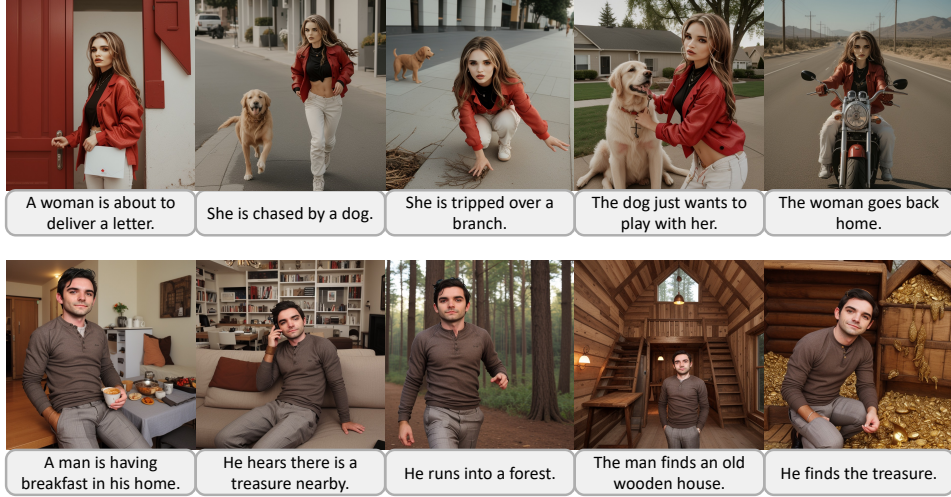 A woman is about to
deliver a letter.
She is chased by a dog.
She is tripped over a
branch.
The dog just wants to
play with her.
The woman goes back
home.
A man is having
breakfast in his home.
He hears there is a
treasure nearby.
He runs into a forest.
The man finds an old
wooden house.
He finds the treasure.